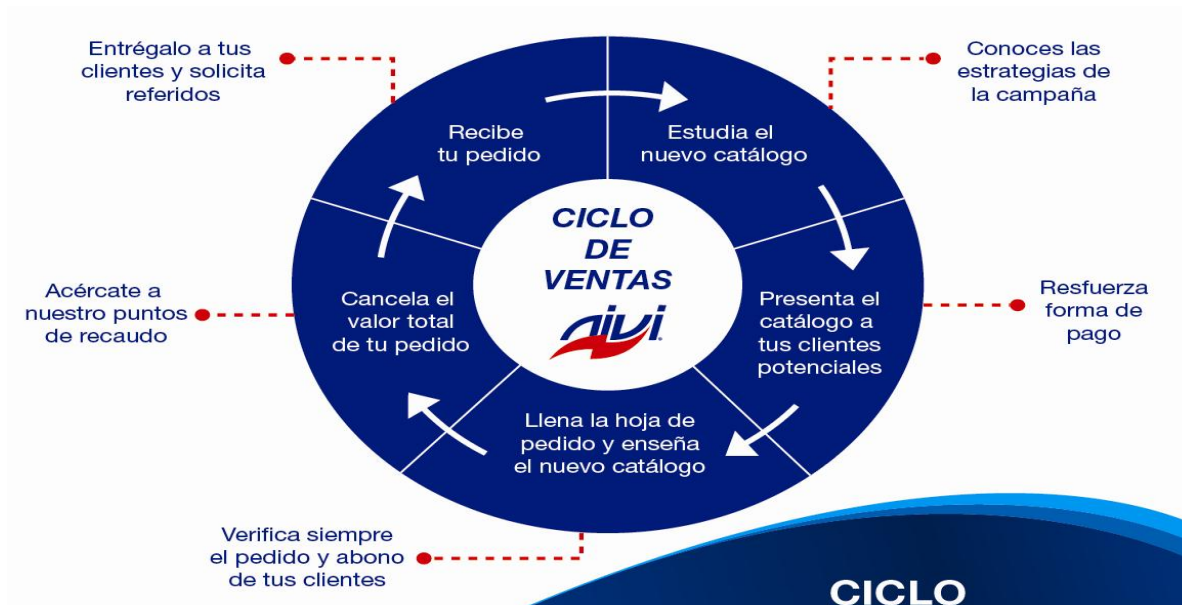 Entrégalo a tus
clientes y solicita
referidos
Conoces las
estrategias de
la campaña
Recibe
tu pedido
Estudia el
nuevo catálogo
CICLO
DE
VENTAS
nivi
Acércate a
nuestro puntos
de recaudo
Cancela el
valor total
de tu pedido
Presenta el
catálogo a
tus clientes
potenciales
Resfuerza
forma de
pago
Llena la hoja de
pedido y enseña
el nuevo catálogo
Verifica siempre
el pedido y abono
de tus clientes
CICLO